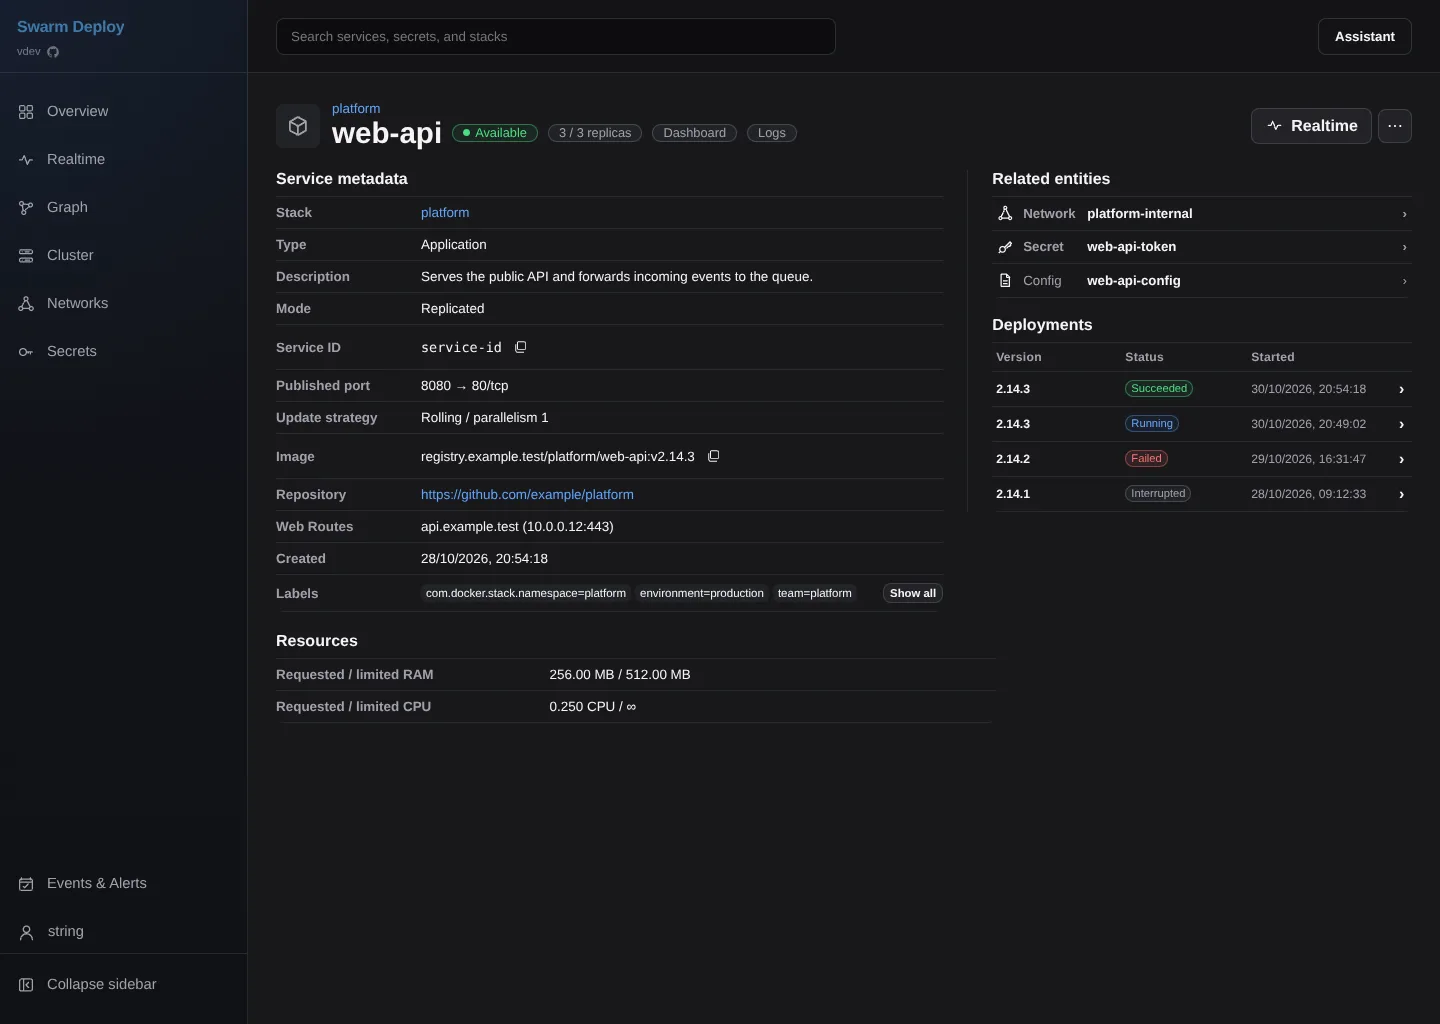 Swarm Deploy
vdev
Search services, secrets, and stacks
Assistant
Overview
Realtime
Graph
Cluster
Networks
Secrets
Events & Alerts
string
Collapse sidebar
platform
web-api
Available
3 / 3 replicas
Dashboard
Logs
Realtime
···
Service metadata
Stack platform
Type Application
Description Serves the public API and forwards incoming events to the queue.
Mode Replicated
Service ID service-id
Published port 8080 → 80/tcp
Update strategy Rolling / parallelism 1
Image registry.example.test/platform/web-api:v2.14.3
Repository https://github.com/example/platform
Web Routes api.example.test (10.0.0.12:443)
Created 28/10/2026, 20:54:18
Labels com.docker.stack.namespace=platform environment=production team=platform Show all
Resources
Requested / limited RAM 256.00 MB / 512.00 MB
Requested / limited CPU 0.250 CPU / ∞
Related entities
Network platform-internal ›
Secret web-api-token ›
Config web-api-config ›
Deployments
Version Status Started
2.14.3 Succeeded 30/10/2026, 20:54:18 ›
2.14.3 Running 30/10/2026, 20:49:02 ›
2.14.2 Failed 29/10/2026, 16:31:47 ›
2.14.1 Interrupted 28/10/2026, 09:12:33 ›